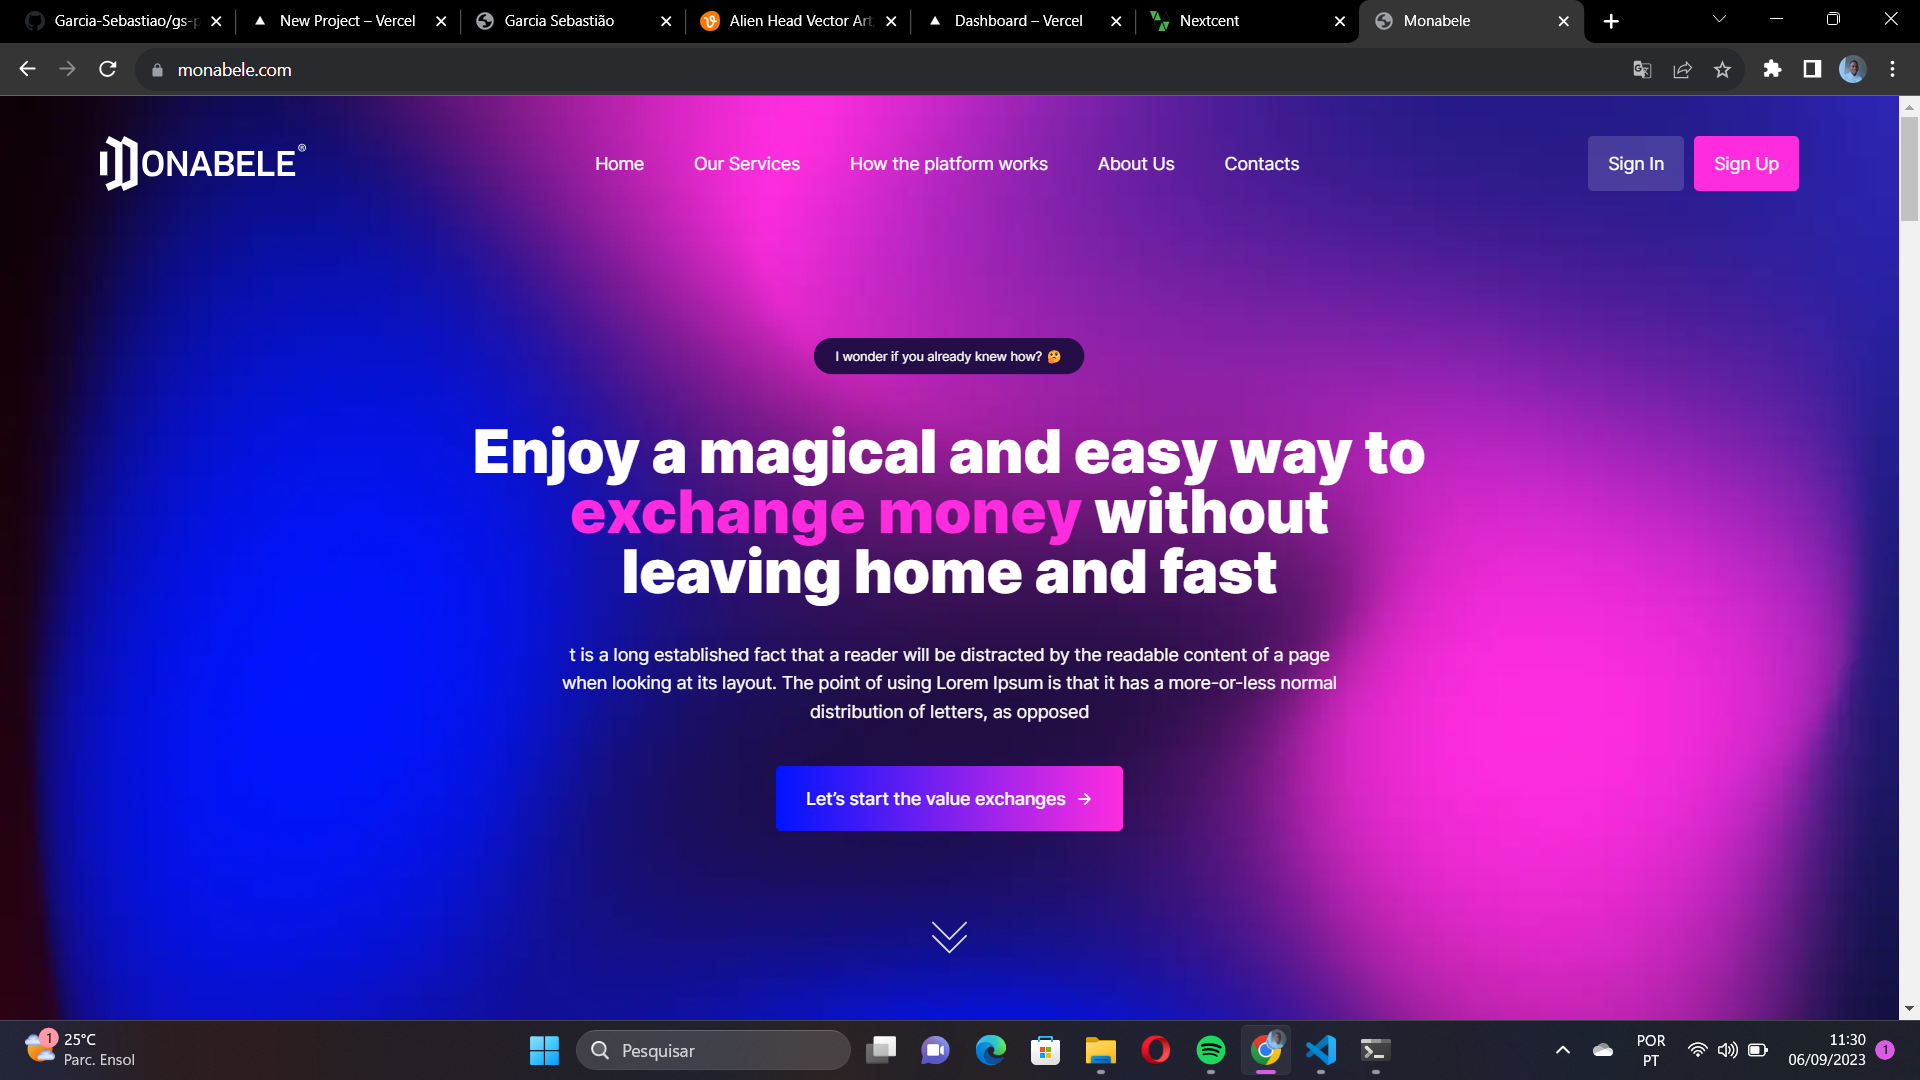 Garcia-Sebastiao/gs-p
New Project – Vercel
Garcia Sebastião
Alien Head Vector Art,
Dashboard – Vercel
Nextcent
Monabele
monabele.com
MONABELE®
Home
Our Services
How the platform works
About Us
Contacts
Sign In
Sign Up
I wonder if you already knew how? 🤔
Enjoy a magical and easy way to
exchange money without
leaving home and fast
t is a long established fact that a reader will be distracted by the readable content of a page
when looking at its layout. The point of using Lorem Ipsum is that it has a more-or-less normal
distribution of letters, as opposed
Let’s start the value exchanges →
1
25°C
Parc. Ensol
Pesquisar
POR
PT
11:30
06/09/2023
1